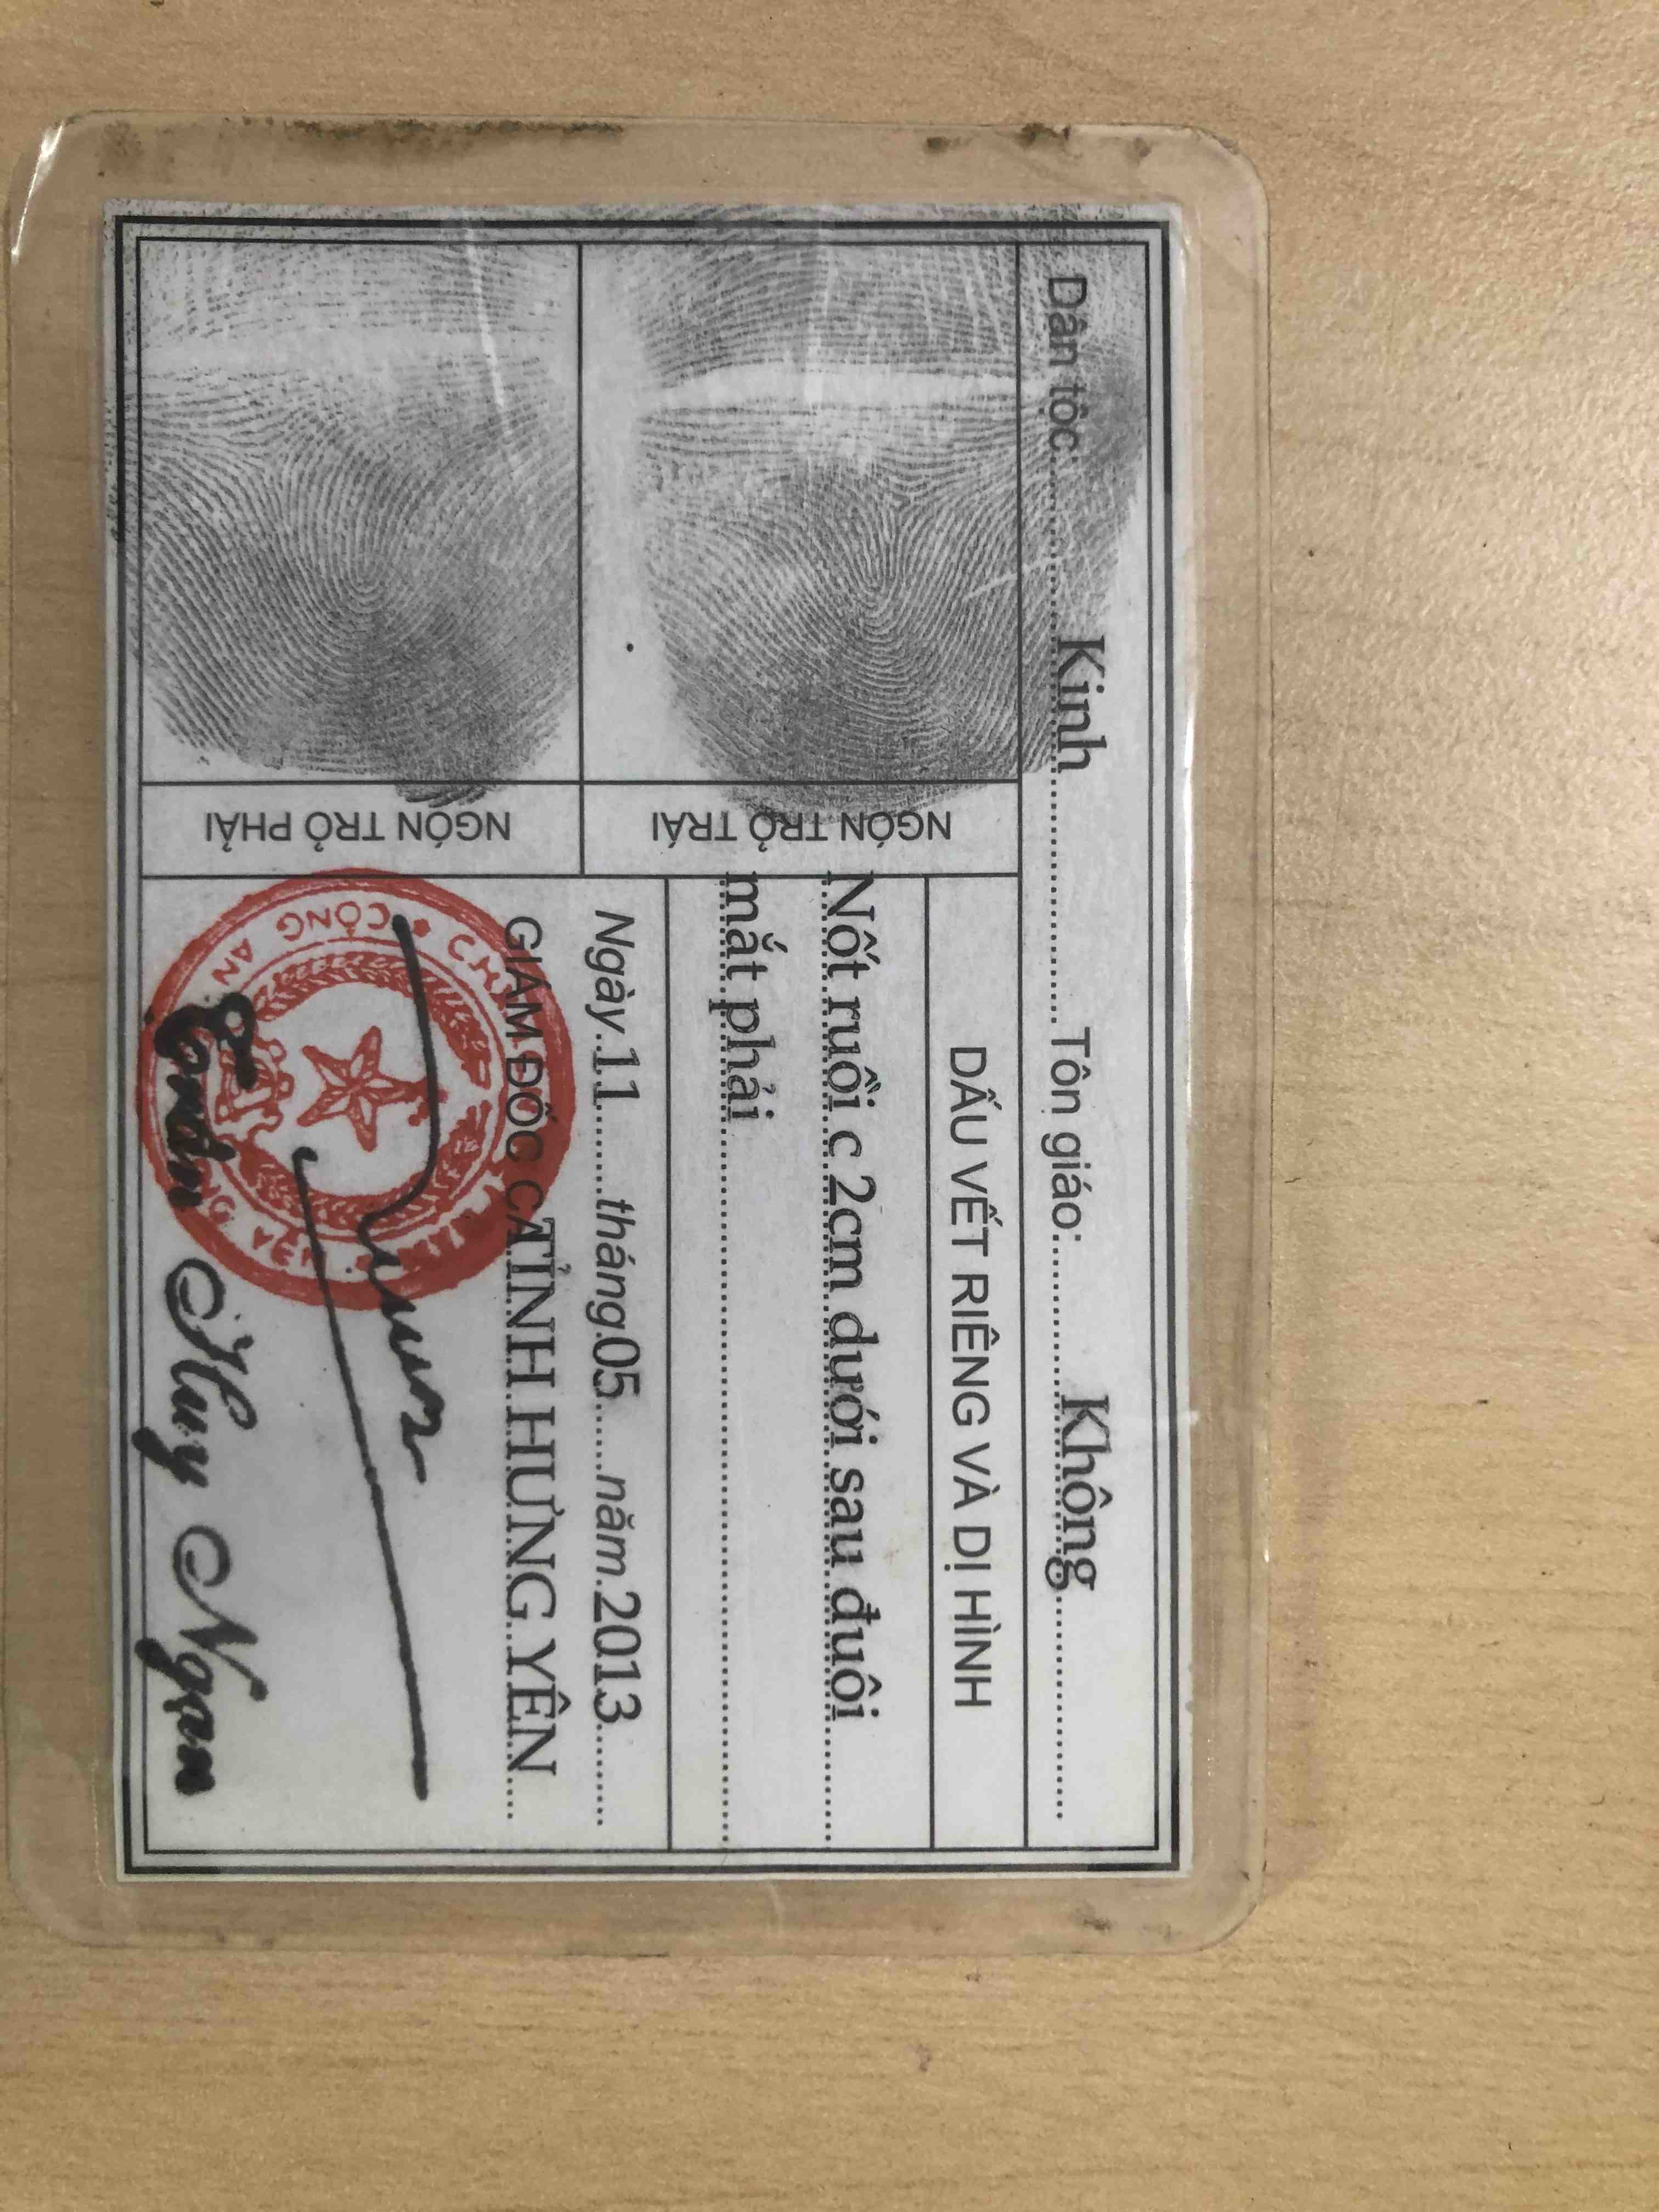 Dân tộc:..........Kinh..........Tôn giáo:..........Không..........
NGÓN TRỎ TRÁI
DẤU VẾT RIÊNG VÀ DỊ HÌNH
Nốt ruồi c 2cm dưới sau đuôi
mắt phải
NGÓN TRỎ PHẢI
Ngày 11 tháng 05 năm 2013
GIÁM ĐỐC CA TỈNH HƯNG YÊN
CÔNG AN
Huy Ngạn